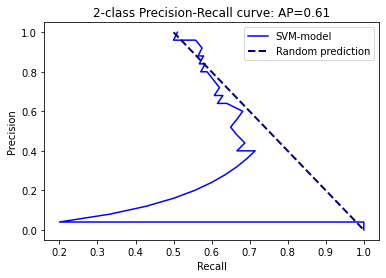 2-class Precision-Recall curve: AP=0.61
SVM-model
Random prediction
Precision
1.0
0.8
0.6
0.4
0.2
0.0
0.2 0.3 0.4 0.5 0.6 0.7 0.8 0.9 1.0
Recall